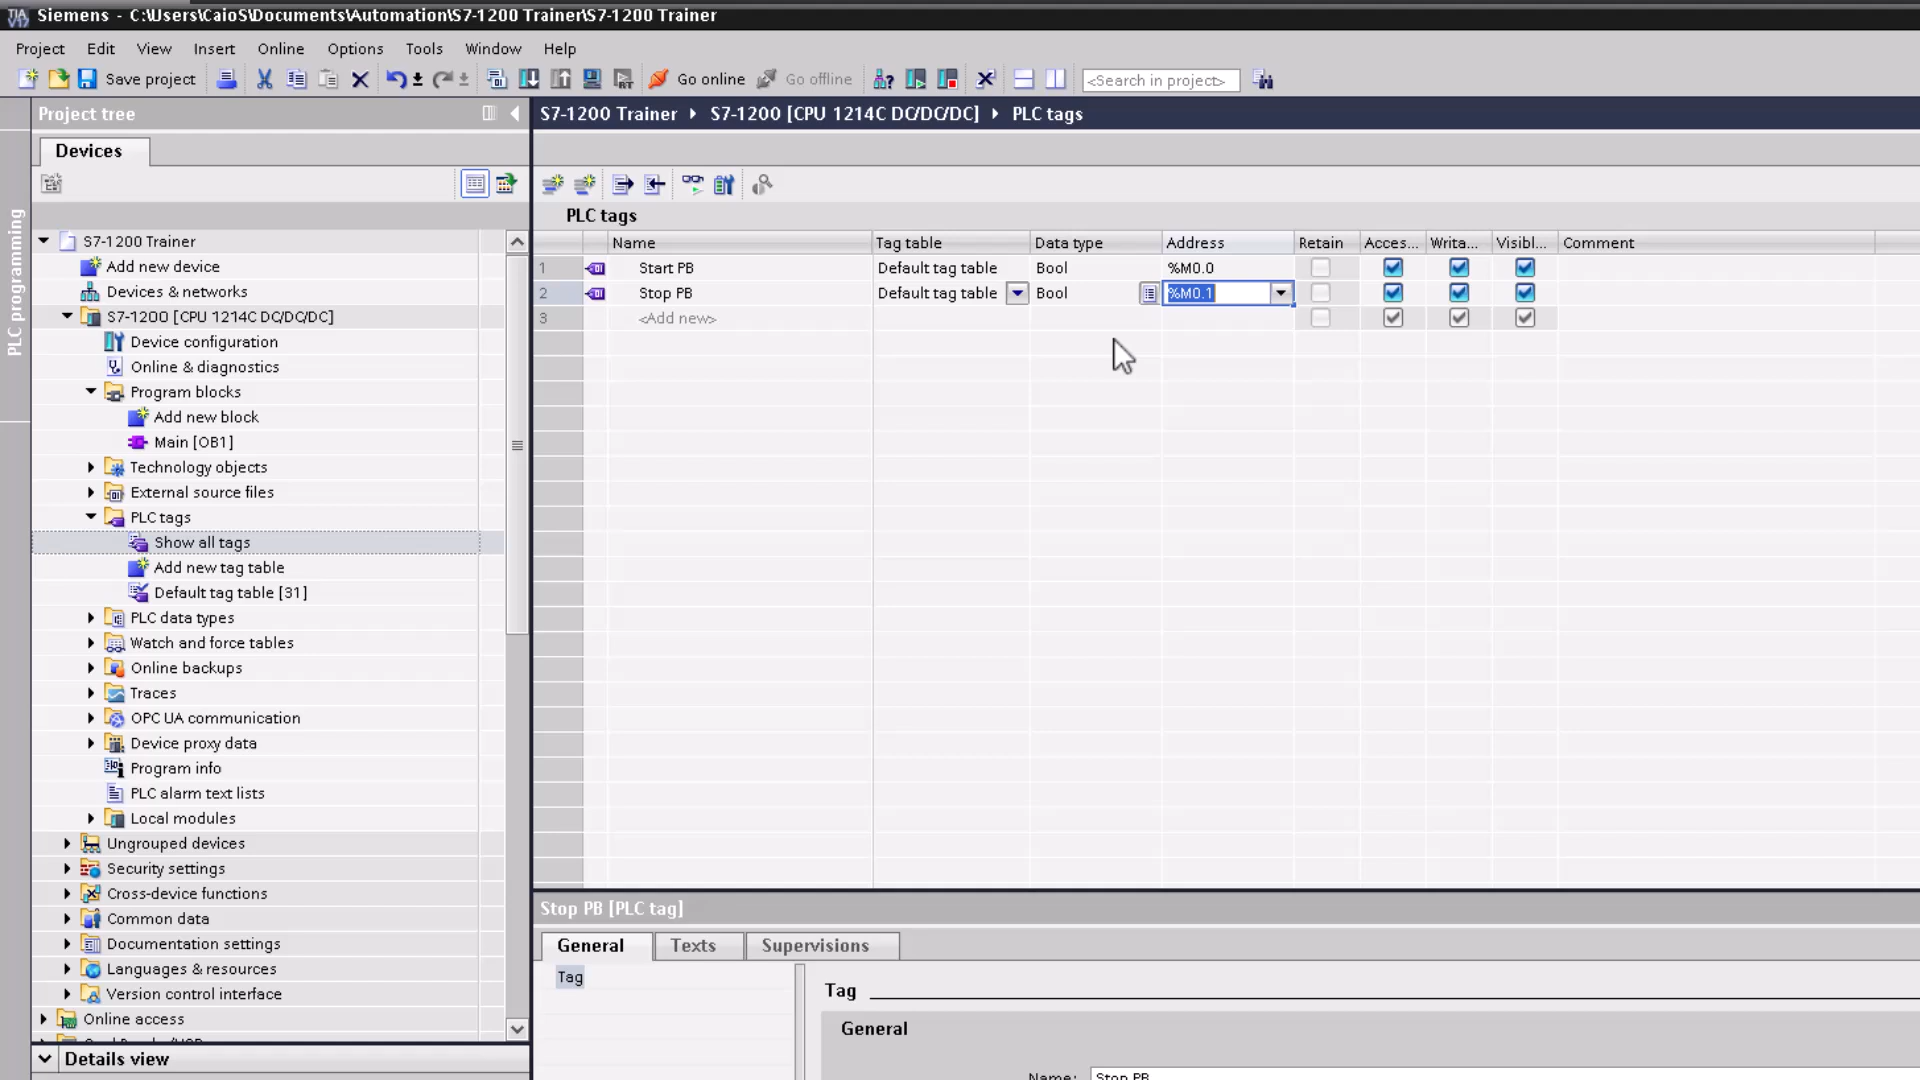 Siemens - C:\Users\CaioS\Documents\Automation\S7-1200 Trainer\S7-1200 Trainer
Project Edit View Insert Online Options Tools Window Help
Save project Go online Go offline <Search in project>
Project tree
S7-1200 Trainer S7-1200 [CPU 1214C DC/DC/DC] PLC tags
Devices
PLC programming
PLC tags
Name Tag table Data type Address Retain Acces... Writa... Visibl... Comment
1 Start PB Default tag table Bool %M0.0
2 Stop PB Default tag table Bool %M0.1
3 <Add new>
S7-1200 Trainer
Add new device
Devices & networks
S7-1200 [CPU 1214C DC/DC/DC]
Device configuration
Online & diagnostics
Program blocks
Add new block
Main [OB1]
Technology objects
External source files
PLC tags
Show all tags
Add new tag table
Default tag table [31]
PLC data types
Watch and force tables
Online backups
Traces
OPC UA communication
Device proxy data
Program info
PLC alarm text lists
Local modules
Ungrouped devices
Security settings
Cross-device functions
Common data
Documentation settings
Languages & resources
Version control interface
Online access
Details view
Stop PB [PLC tag]
General Texts Supervisions
Tag
Tag
General
Name: Stop PB